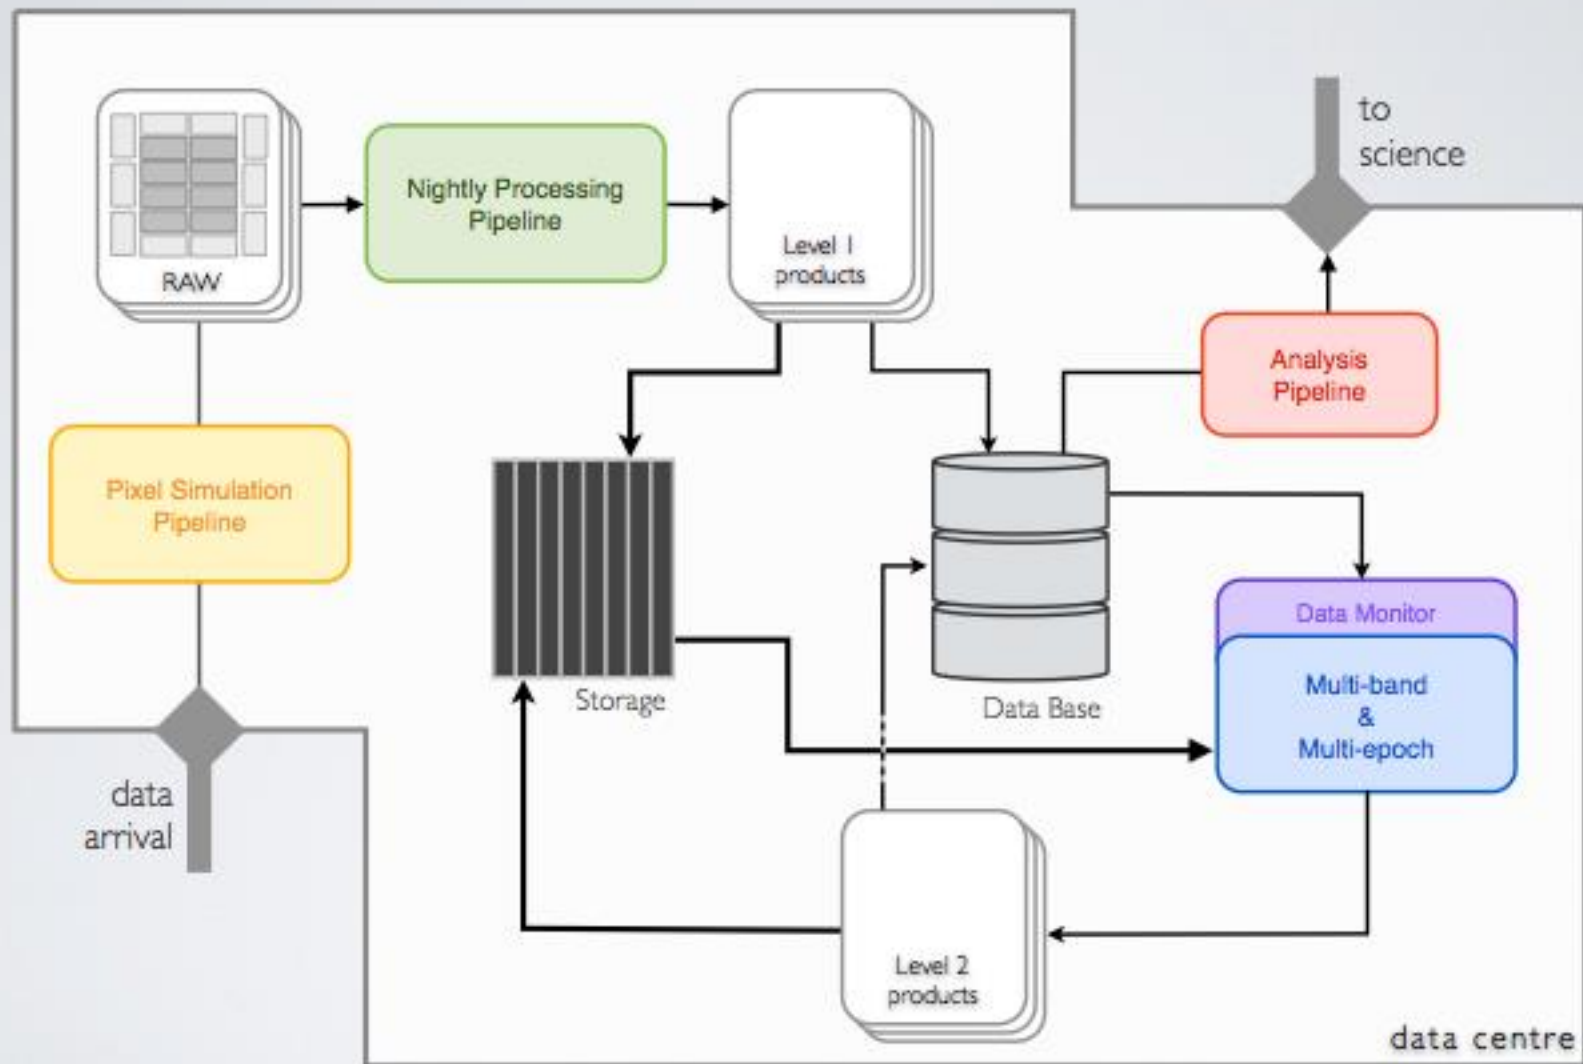 to
science
RAW
Nightly Processing
Pipeline
Level 1
products
Analysis
Pipeline
Pixel Simulation
Pipeline
Storage
Data Base
Data Monitor
Multi-band
&
Multi-epoch
data
arrival
Level 2
products
data centre